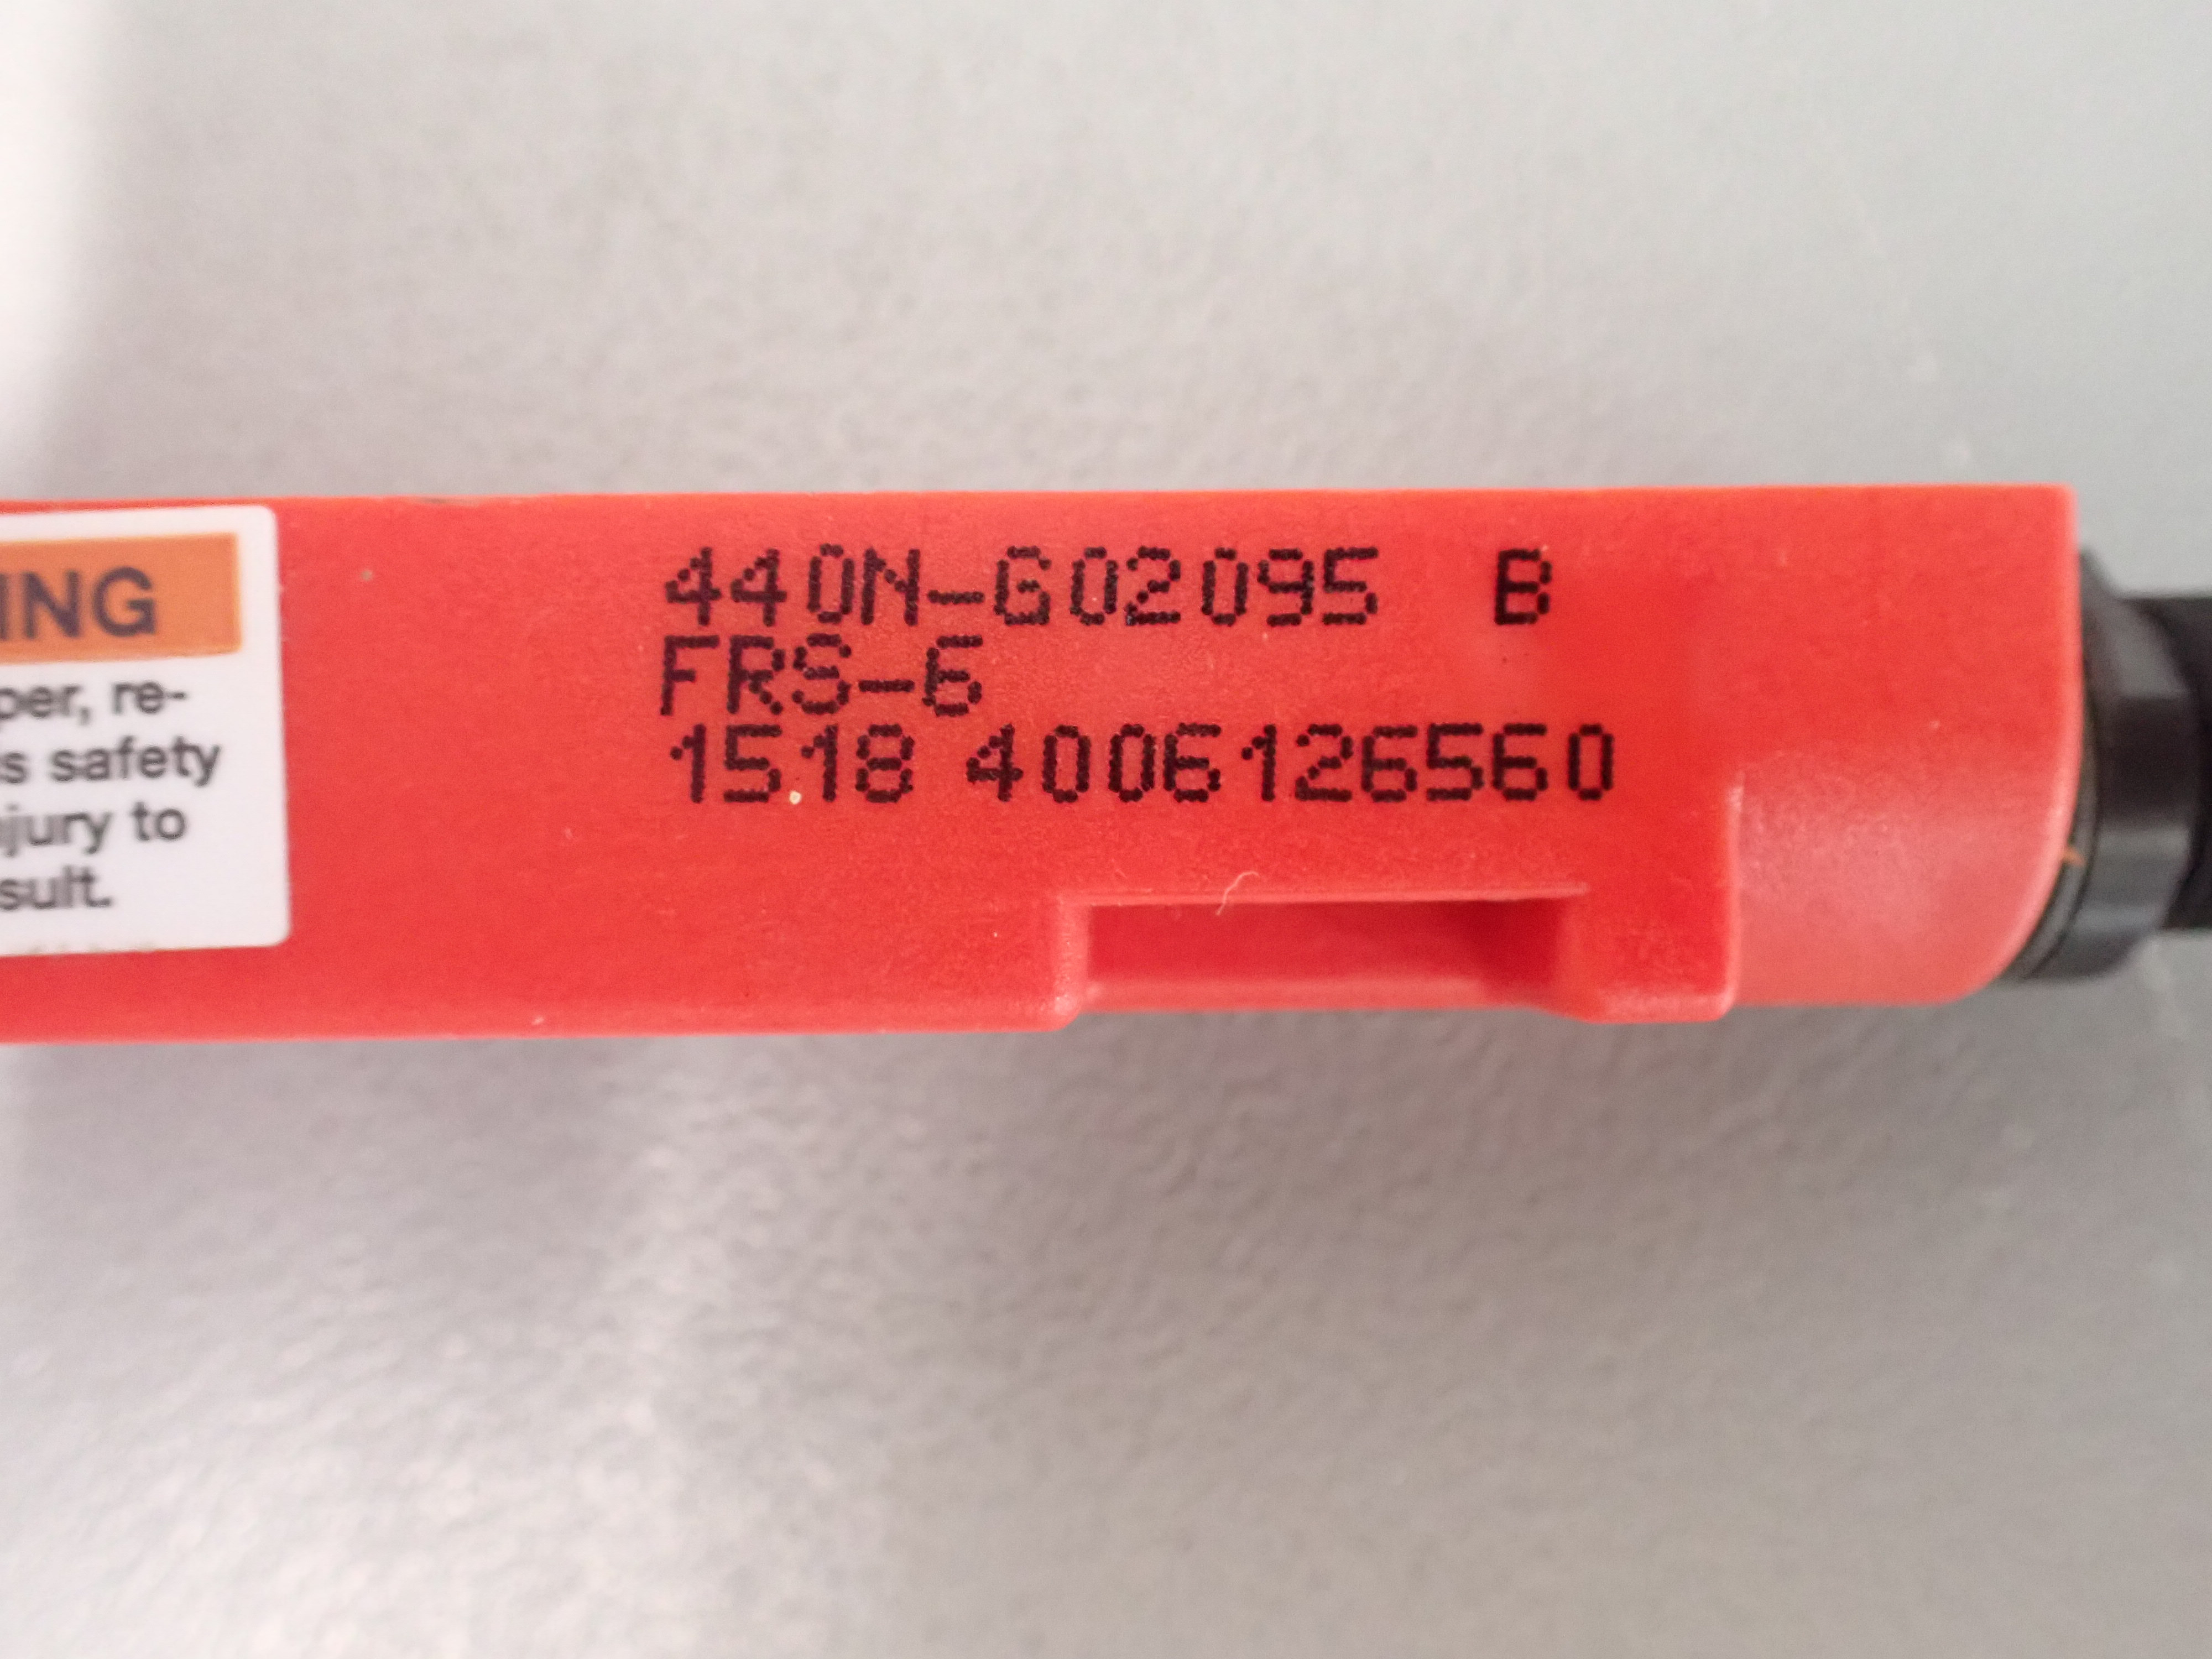 ING
per, re-
s safety
jury to
sult.
440N-G02095 B
FRS-6
1518 4006126560